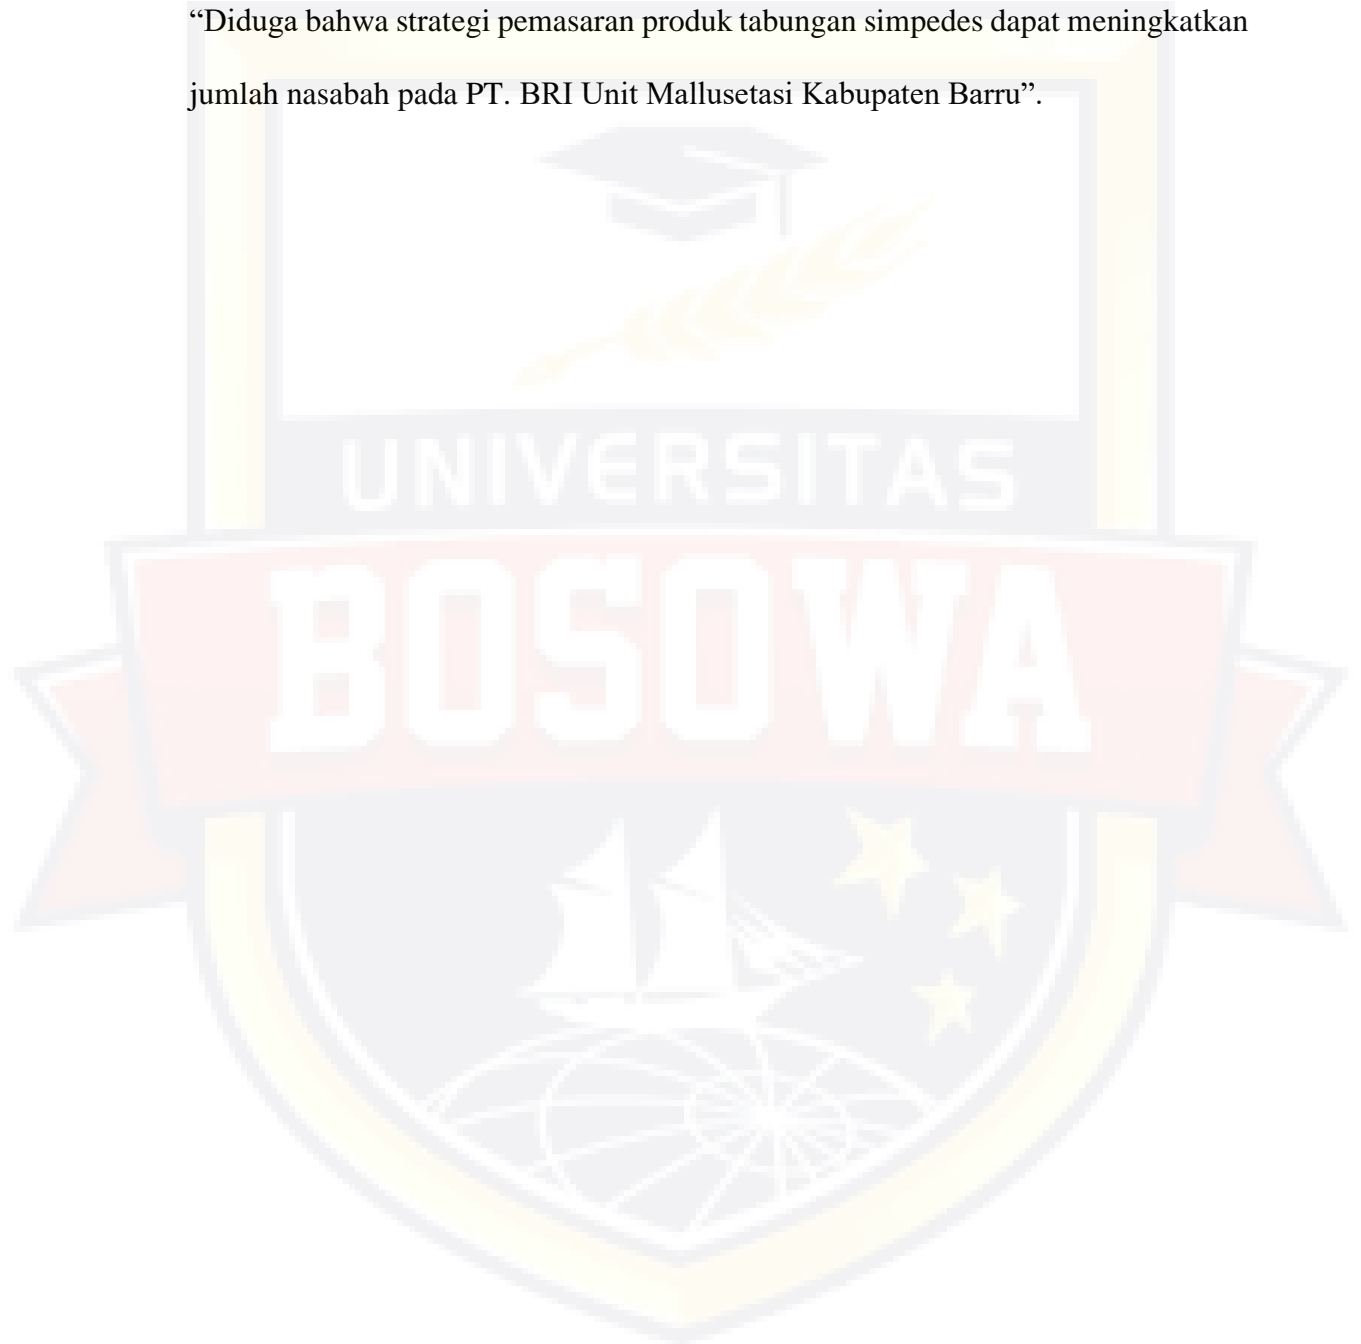 “Diduga bahwa strategi pemasaran produk tabungan simpedes dapat meningkatkan
jumlah nasabah pada PT. BRI Unit Mallusetasi Kabupaten Barru”.
UNIVERSITAS
BOSOWA